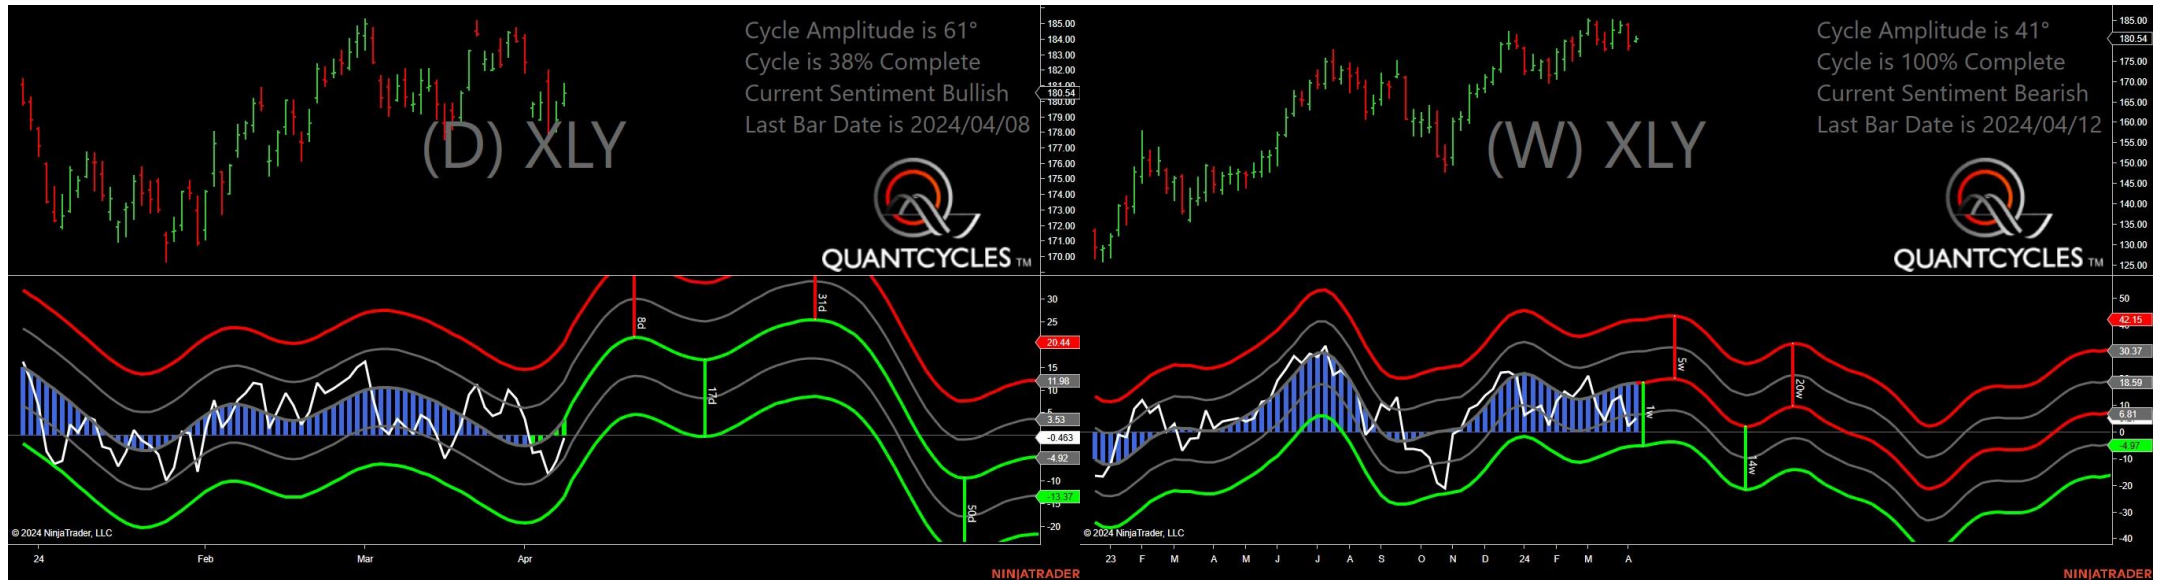 Cycle Amplitude is 61°
Cycle is 38% Complete
Current Sentiment Bullish
Last Bar Date is 2024/04/08
(D) XLY
QUANTCYCLES TM
185.00
184.00
183.00
182.00
180.54
180.00
179.00
178.00
177.00
176.00
175.00
174.00
173.00
172.00
171.00
170.00
8d
31d
17d
50d
30
25
20.44
15
11.98
3.53
-0.463
-4.92
-10
-13.37
-20
© 2024 NinjaTrader, LLC
24 Feb Mar Apr
NINJATRADER
Cycle Amplitude is 41°
Cycle is 100% Complete
Current Sentiment Bearish
Last Bar Date is 2024/04/12
(W) XLY
QUANTCYCLES TM
185.00
180.54
175.00
170.00
165.00
160.00
155.00
150.00
145.00
140.00
135.00
130.00
125.00
5w
20w
1w
14w
50
42.15
30.37
18.59
10
6.81
0
-4.97
-10
-20
-30
-40
© 2024 NinjaTrader, LLC
23 F M A M J J A S O N D 24 F M A
NINJATRADER